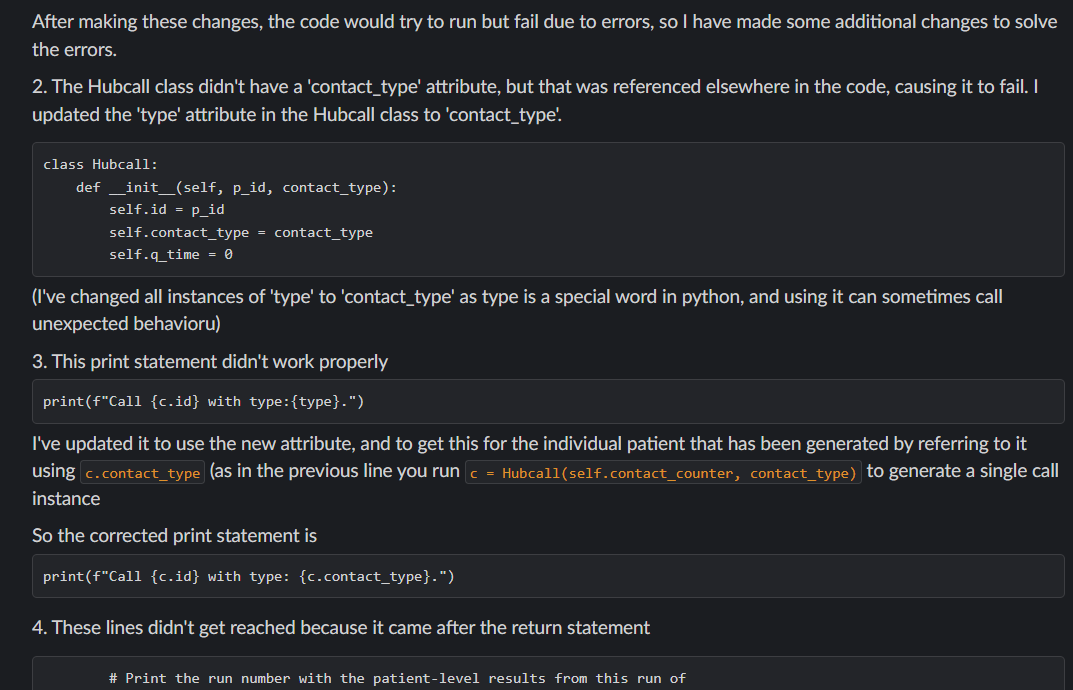 After making these changes, the code would try to run but fail due to errors, so I have made some additional changes to solve
the errors.
2. The Hubcall class didn't have a 'contact_type' attribute, but that was referenced elsewhere in the code, causing it to fail. I
updated the 'type' attribute in the Hubcall class to 'contact_type'.
class Hubcall:
    def __init__(self, p_id, contact_type):
        self.id = p_id
        self.contact_type = contact_type
        self.q_time = 0
(I've changed all instances of 'type' to 'contact_type' as type is a special word in python, and using it can sometimes call
unexpected behavioru)
3. This print statement didn't work properly
print(f"Call {c.id} with type:{type}.")
I've updated it to use the new attribute, and to get this for the individual patient that has been generated by referring to it
using c.contact_type (as in the previous line you run c = Hubcall(self.contact_counter, contact_type) to generate a single call
instance
So the corrected print statement is
print(f"Call {c.id} with type: {c.contact_type}.")
4. These lines didn't get reached because it came after the return statement
        # Print the run number with the patient-level results from this run of